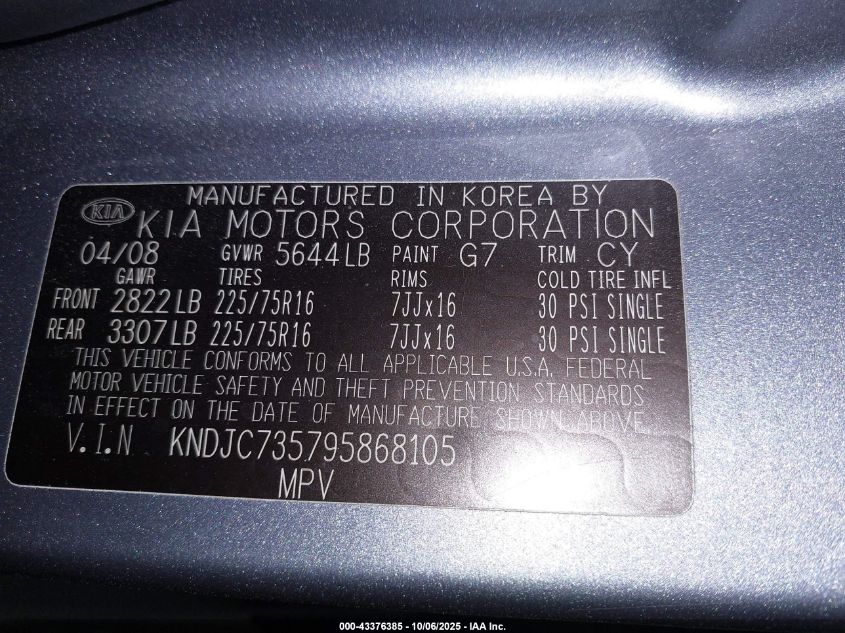 MANUFACTURED IN KOREA BY
KIA KIA MOTORS CORPORATION
04/08 GVWR 5644LB PAINT G7 TRIM CY
GAWR TIRES RIMS COLD TIRE INFL
FRONT 2822LB 225/75R16 7JJx16 30 PSI SINGLE
REAR 3307LB 225/75R16 7JJx16 30 PSI SINGLE
THIS VEHICLE CONFORMS TO ALL APPLICABLE U.S.A. FEDERAL
MOTOR VEHICLE SAFETY AND THEFT PREVENTION STANDARDS
IN EFFECT ON THE DATE OF MANUFACTURE SHOWN ABOVE
V.I.N KNDJC735795868105
MPV
000-43376385 - 10/06/2025 - IAA Inc.